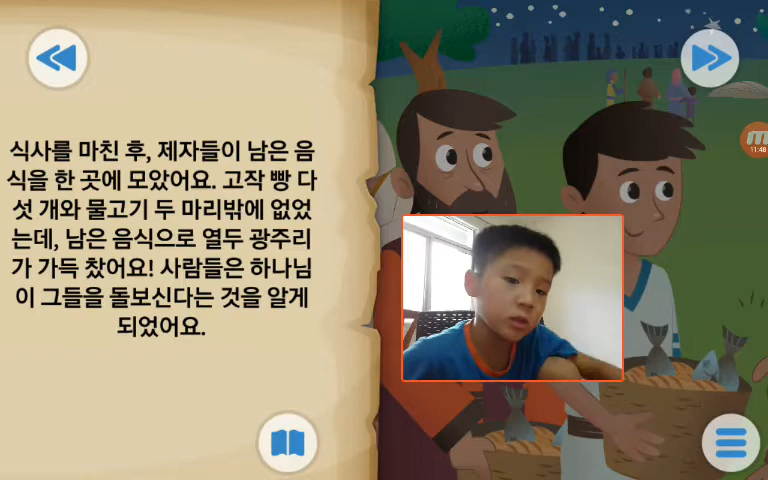 식사를 마친 후, 제자들이 남은 음
식을 한 곳에 모았어요. 고작 빵 다
섯 개와 물고기 두 마리밖에 없었
는데, 남은 음식으로 열두 광주리
가 가득 찼어요! 사람들은 하나님
이 그들을 돌보신다는 것을 알게
되었어요.
11:48